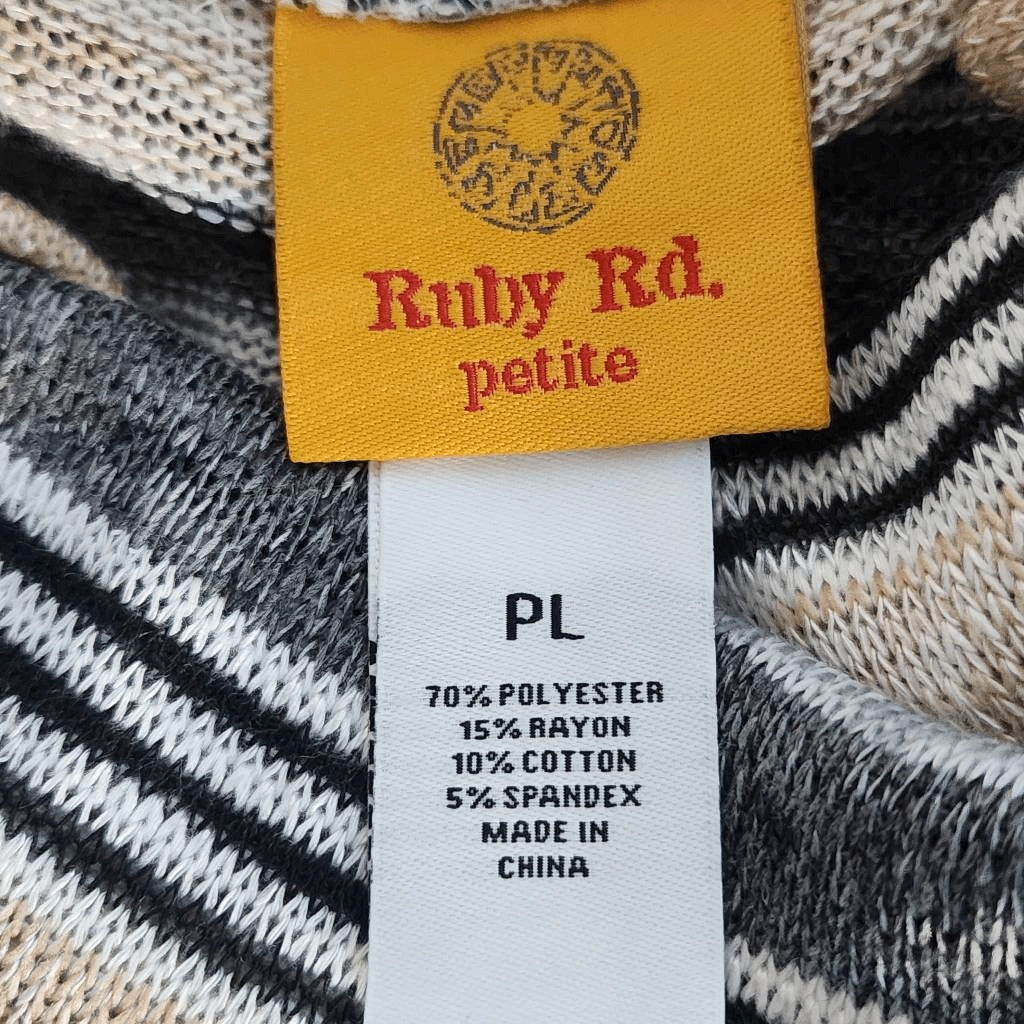 Ruby Rd.
petite
PL
70% POLYESTER
15% RAYON
10% COTTON
5% SPANDEX
MADE IN
CHINA